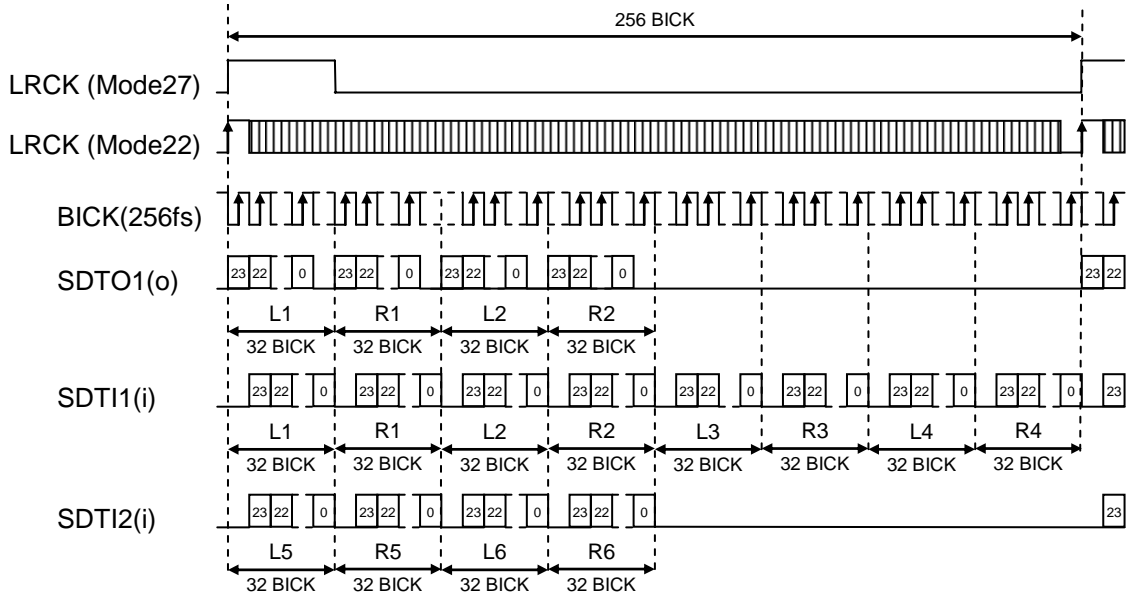 256 BICK
LRCK (Mode27)
LRCK (Mode22)
BICK(256fs)
SDTO1(o)
23 22 0 23 22 0 23 22 0 23 22 0 23 22
L1 R1 L2 R2
32 BICK 32 BICK 32 BICK 32 BICK
SDTI1(i)
23 22 0 23 22 0 23 22 0 23 22 0 23 22 0 23 22 0 23 22 0 23 22 0 23
L1 R1 L2 R2 L3 R3 L4 R4
32 BICK 32 BICK 32 BICK 32 BICK 32 BICK 32 BICK 32 BICK 32 BICK
SDTI2(i)
23 22 0 23 22 0 23 22 0 23 22 0 23
L5 R5 L6 R6
32 BICK 32 BICK 32 BICK 32 BICK